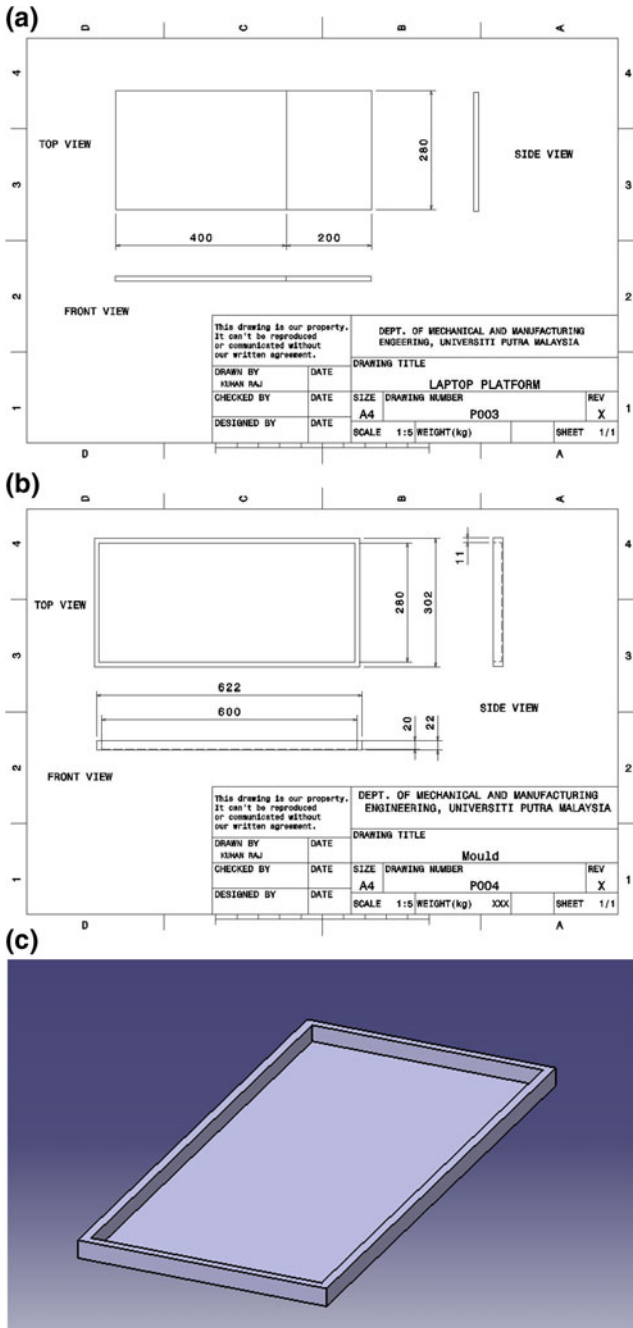 (a)
D C B A
4 4
TOP VIEW
280
SIDE VIEW
3 3
400 200
2 2
FRONT VIEW
This drawing is our property.
It can't be reproduced
or communicated without
our written agreement.
DEPT. OF MECHANICAL AND MANUFACTURING
ENGEERING, UNIVERSITI PUTRA MALAYSIA
DRAWING TITLE
LAPTOP PLATFORM
DRAWN BY DATE
KUHAN RAJ
CHECKED BY DATE
SIZE DRAWING NUMBER REV
A4 P003 X
DESIGNED BY DATE
SCALE 1:5 WEIGHT(kg) SHEET 1/1
1 1
D A
(b)
D C B A
4 4
11
TOP VIEW
280 302
3 3
622
600
20 22
SIDE VIEW
2 2
FRONT VIEW
This drawing is our property.
It can't be reproduced
or communicated without
our written agreement.
DEPT. OF MECHANICAL AND MANUFACTURING
ENGINEERING, UNIVERSITI PUTRA MALAYSIA
DRAWING TITLE
Mould
DRAWN BY DATE
KUHAN RAJ
CHECKED BY DATE
SIZE DRAWING NUMBER REV
A4 P004 X
DESIGNED BY DATE
SCALE 1:5 WEIGHT(kg) XXX SHEET 1/1
1 1
D A
(c)